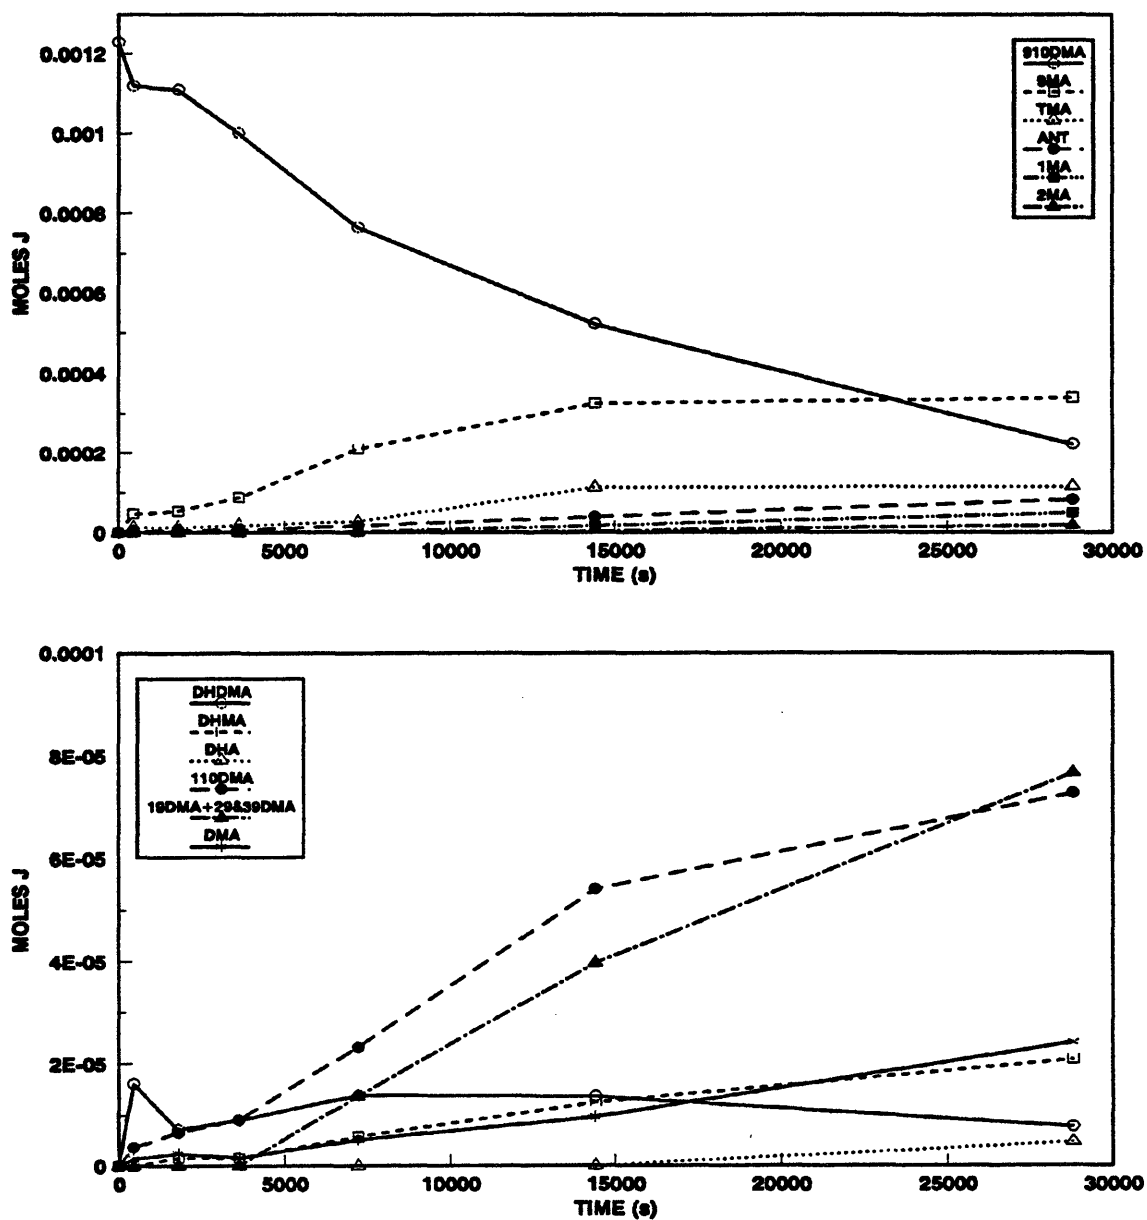 0.0012
0.001
0.0008
0.0006
0.0004
0.0002
0
MOLES J
910DMA
9MA
TMA
ANT
1MA
2MA
0 5000 10000 15000 20000 25000 30000
TIME (s)
0.0001
8E-05
6E-05
4E-05
2E-05
0
MOLES J
DHDMA
DHMA
DHA
110DMA
19DMA+29&39DMA
DMA
0 5000 10000 15000 20000 25000 30000
TIME (s)